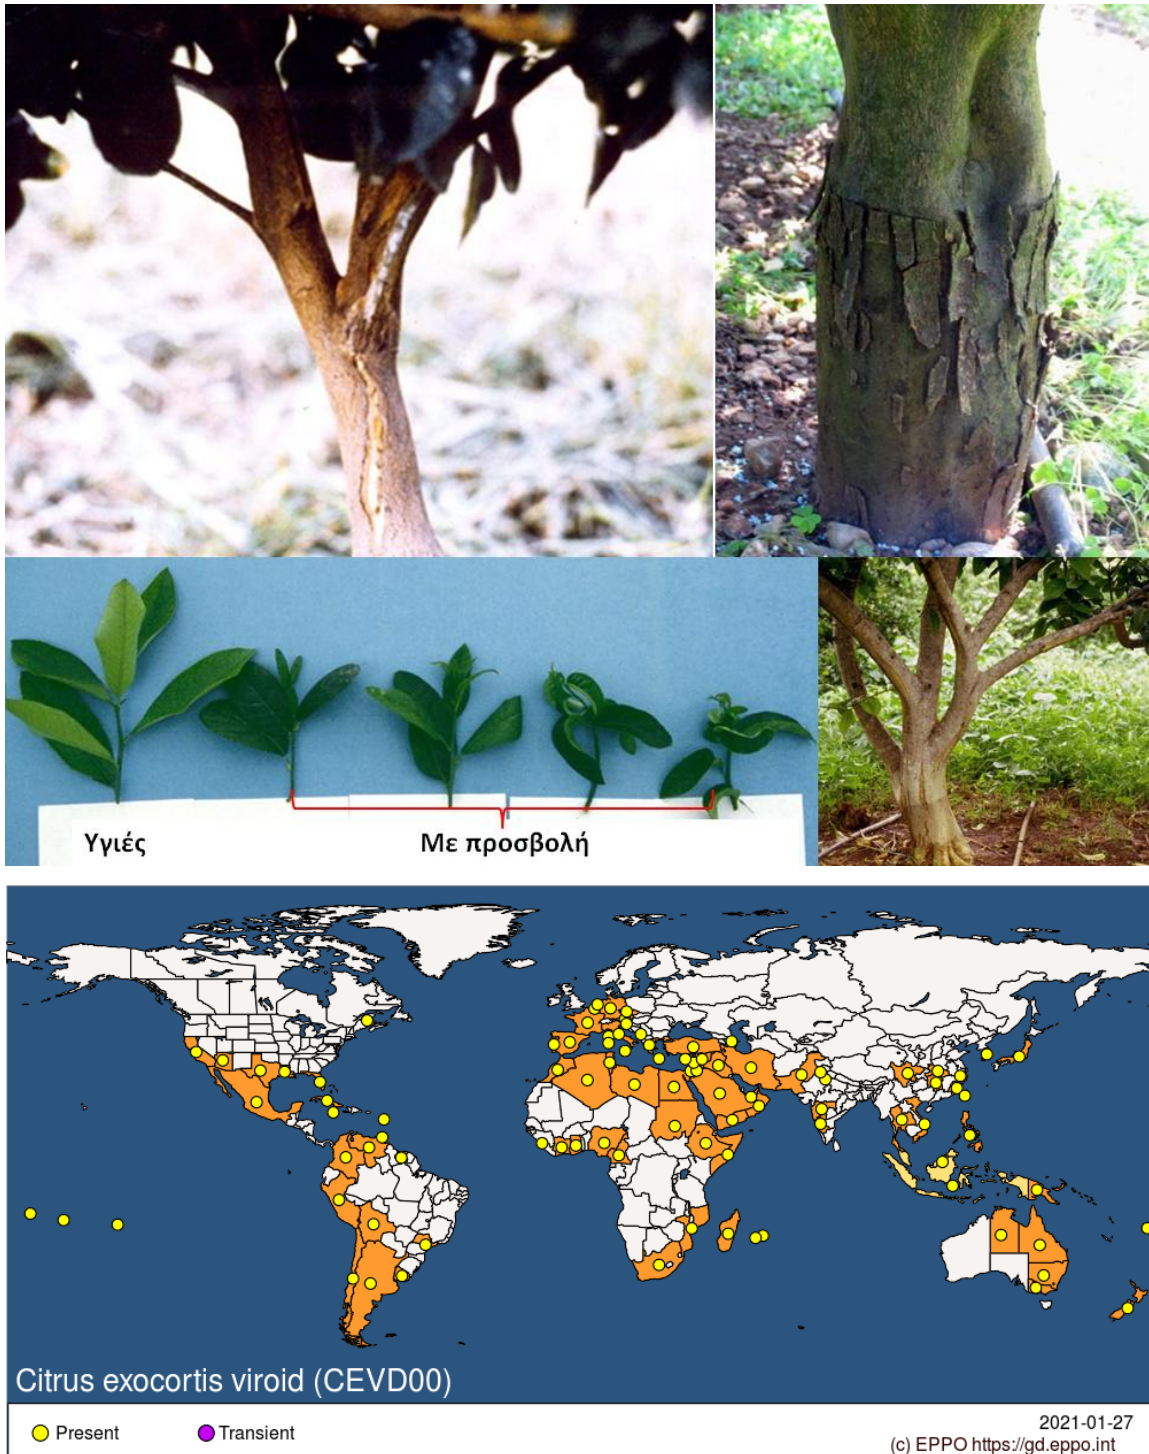 Υγιές
Με προσβολή
Citrus exocortis viroid (CEVD00)
Present
Transient
2021-01-27
(c) EPPO https://gd.eppo.int